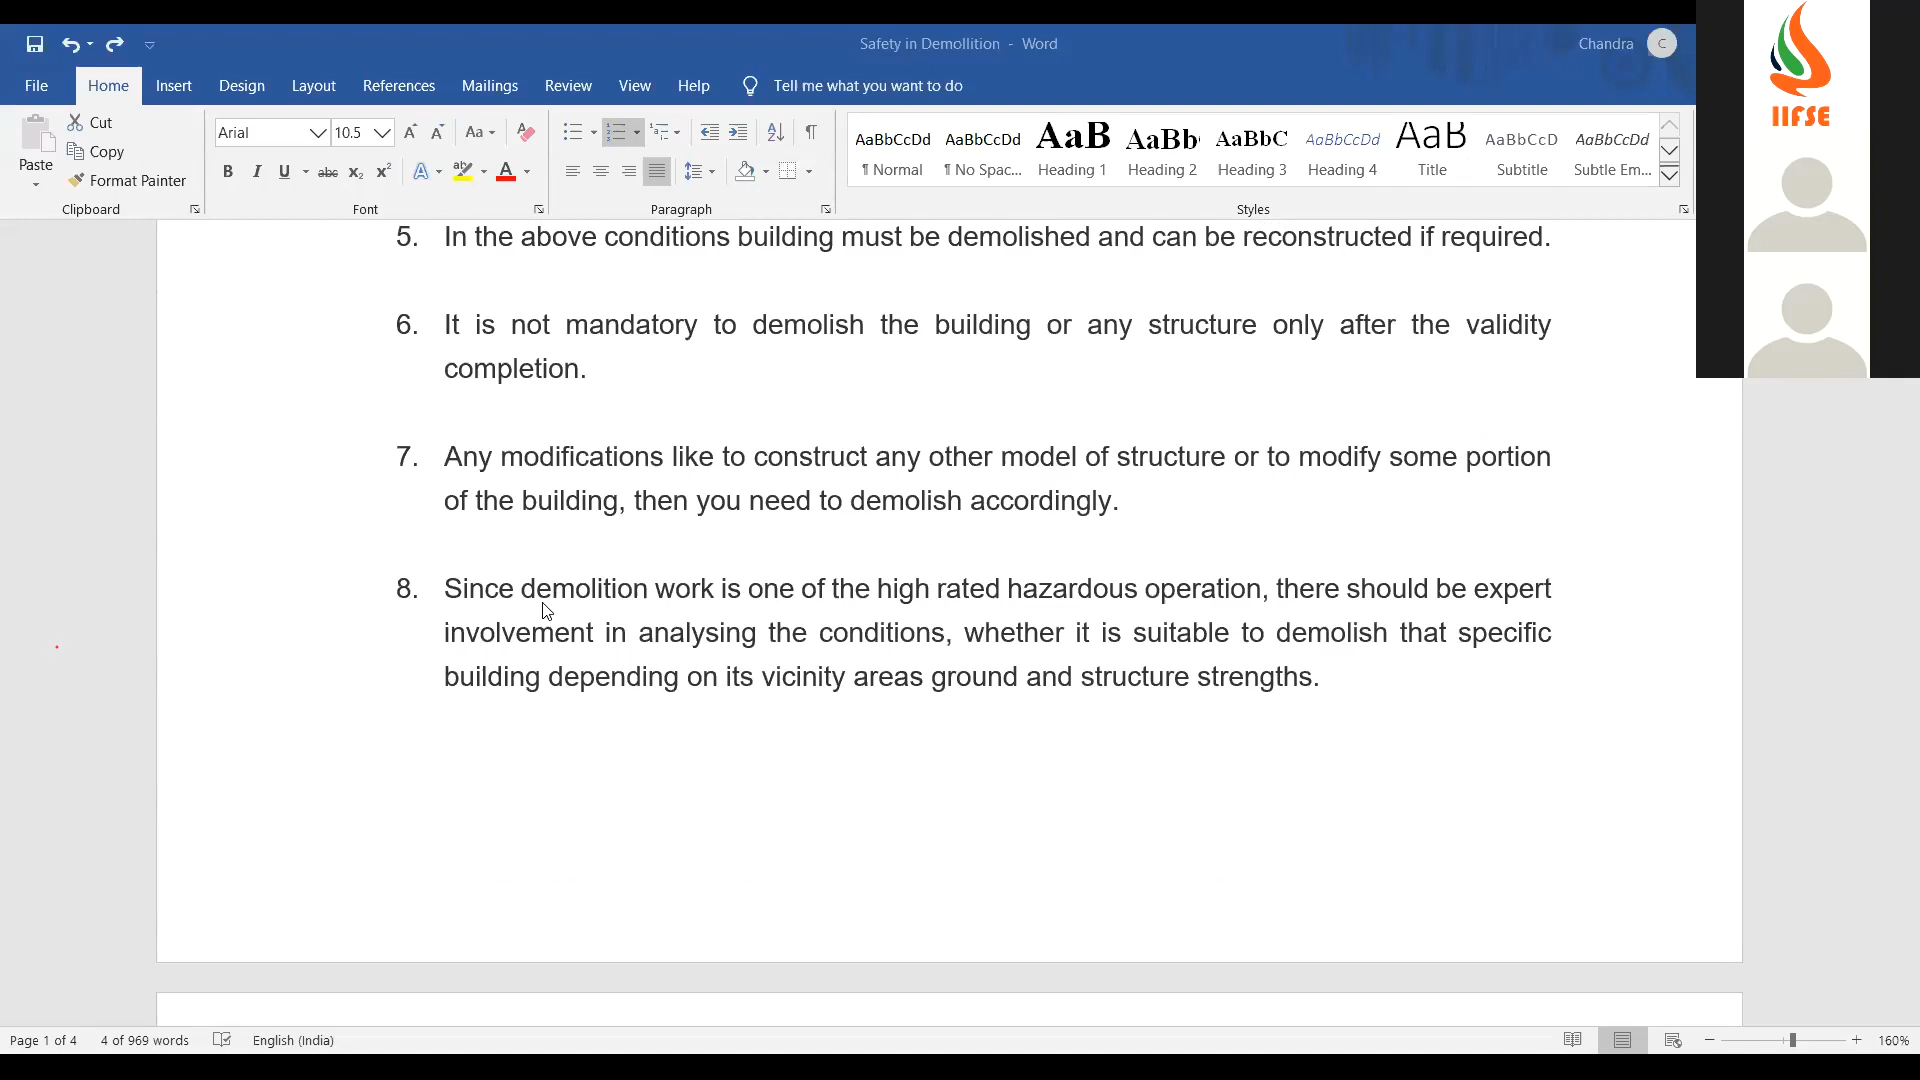 Safety in Demollition - Word
Chandra
C
IIFSE
File
Home
Insert
Design
Layout
References
Mailings
Review
View
Help
Tell me what you want to do
Paste
Cut
Copy
Format Painter
Clipboard
Arial
10.5
Aa
B I U abc x₂ x² A ab A
Font
Paragraph
AaBbCcDd
¶ Normal
AaBbCcDd
¶ No Spac...
AaB
Heading 1
AaBb
Heading 2
AaBbC
Heading 3
AaBbCcDd
Heading 4
AaB
Title
AaBbCcD
Subtitle
AaBbCcDd
Subtle Em...
Styles
5. In the above conditions building must be demolished and can be reconstructed if required.
6. It is not mandatory to demolish the building or any structure only after the validity
completion.
7. Any modifications like to construct any other model of structure or to modify some portion
of the building, then you need to demolish accordingly.
8. Since demolition work is one of the high rated hazardous operation, there should be expert
involvement in analysing the conditions, whether it is suitable to demolish that specific
building depending on its vicinity areas ground and structure strengths.
Page 1 of 4
4 of 969 words
English (India)
160%